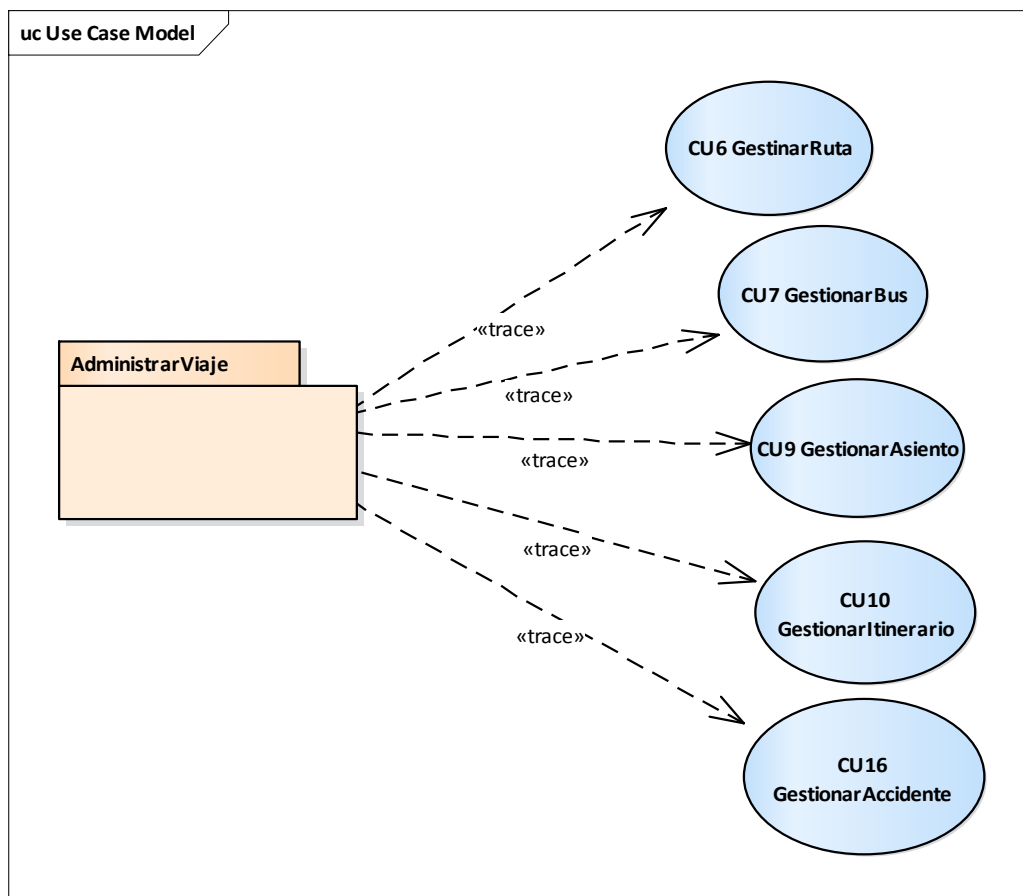 uc Use Case Model
CU6 GestinarRuta
CU7 GestionarBus
«trace»
AdministrarViaje
«trace»
CU9 GestionarAsiento
«trace»
«trace»
CU10
GestionarItinerario
«trace»
CU16
GestionarAccidente